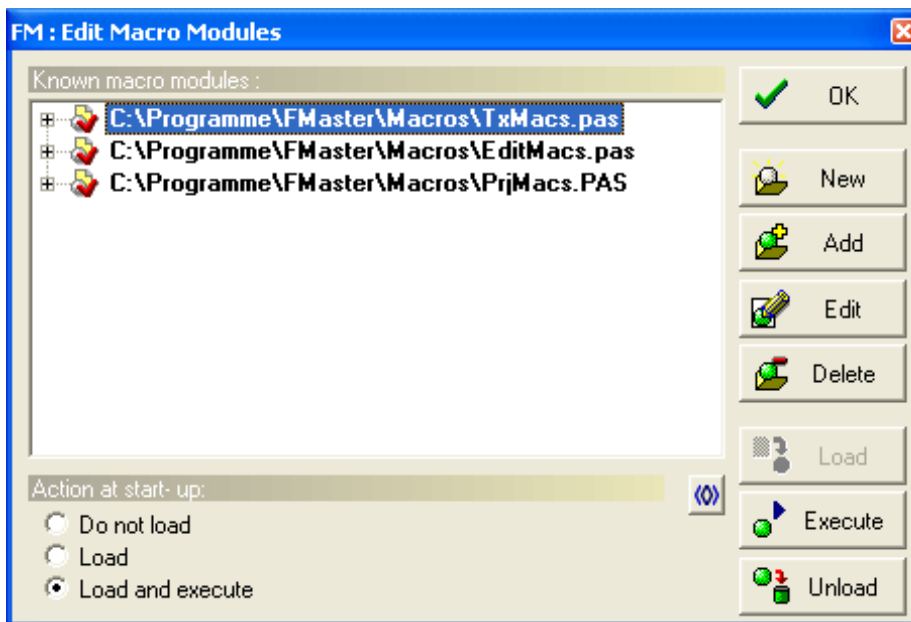 FM : Edit Macro Modules
Known macro modules :
C:\Programme\FMaster\Macros\TxMacs.pas
C:\Programme\FMaster\Macros\EditMacs.pas
C:\Programme\FMaster\Macros\PrjMacs.PAS
OK
New
Add
Edit
Delete
Load
Execute
Unload
Action at start- up:
Do not load
Load
Load and execute